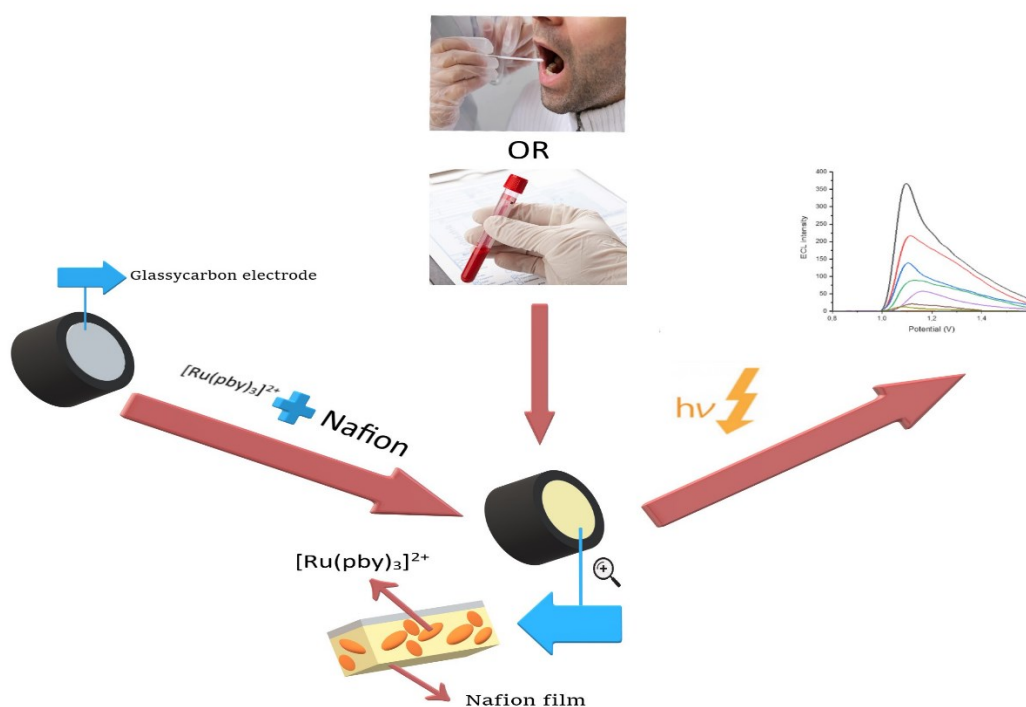 OR
Glassycarbon electrode
[Ru(pby)₃]²⁺
Nafion
hν
ECL Intensity
400
350
300
250
200
150
100
50
0
0.8
1.0
1.2
1.4
Potential (V)
[Ru(pby)₃]²⁺
Nafion film